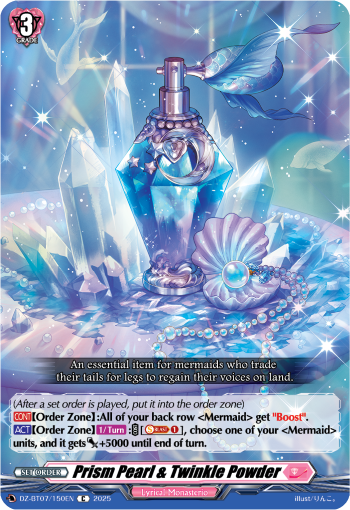 3
GRADE
An essential item for mermaids who trade
their tails for legs to regain their voices on land.
(After a set order is played, put it into the order zone)
CONT【Order Zone】:All of your back row <Mermaid> get "Boost".
ACT【Order Zone】1/Turn :[BLAST 1], choose one of your <Mermaid>
units, and it gets +5000 until end of turn.
SET ORDER
Prism Pearl & Twinkle Powder
Lyrical Monasterio
DZ-BT07/150EN C 2025
illust/りんご。